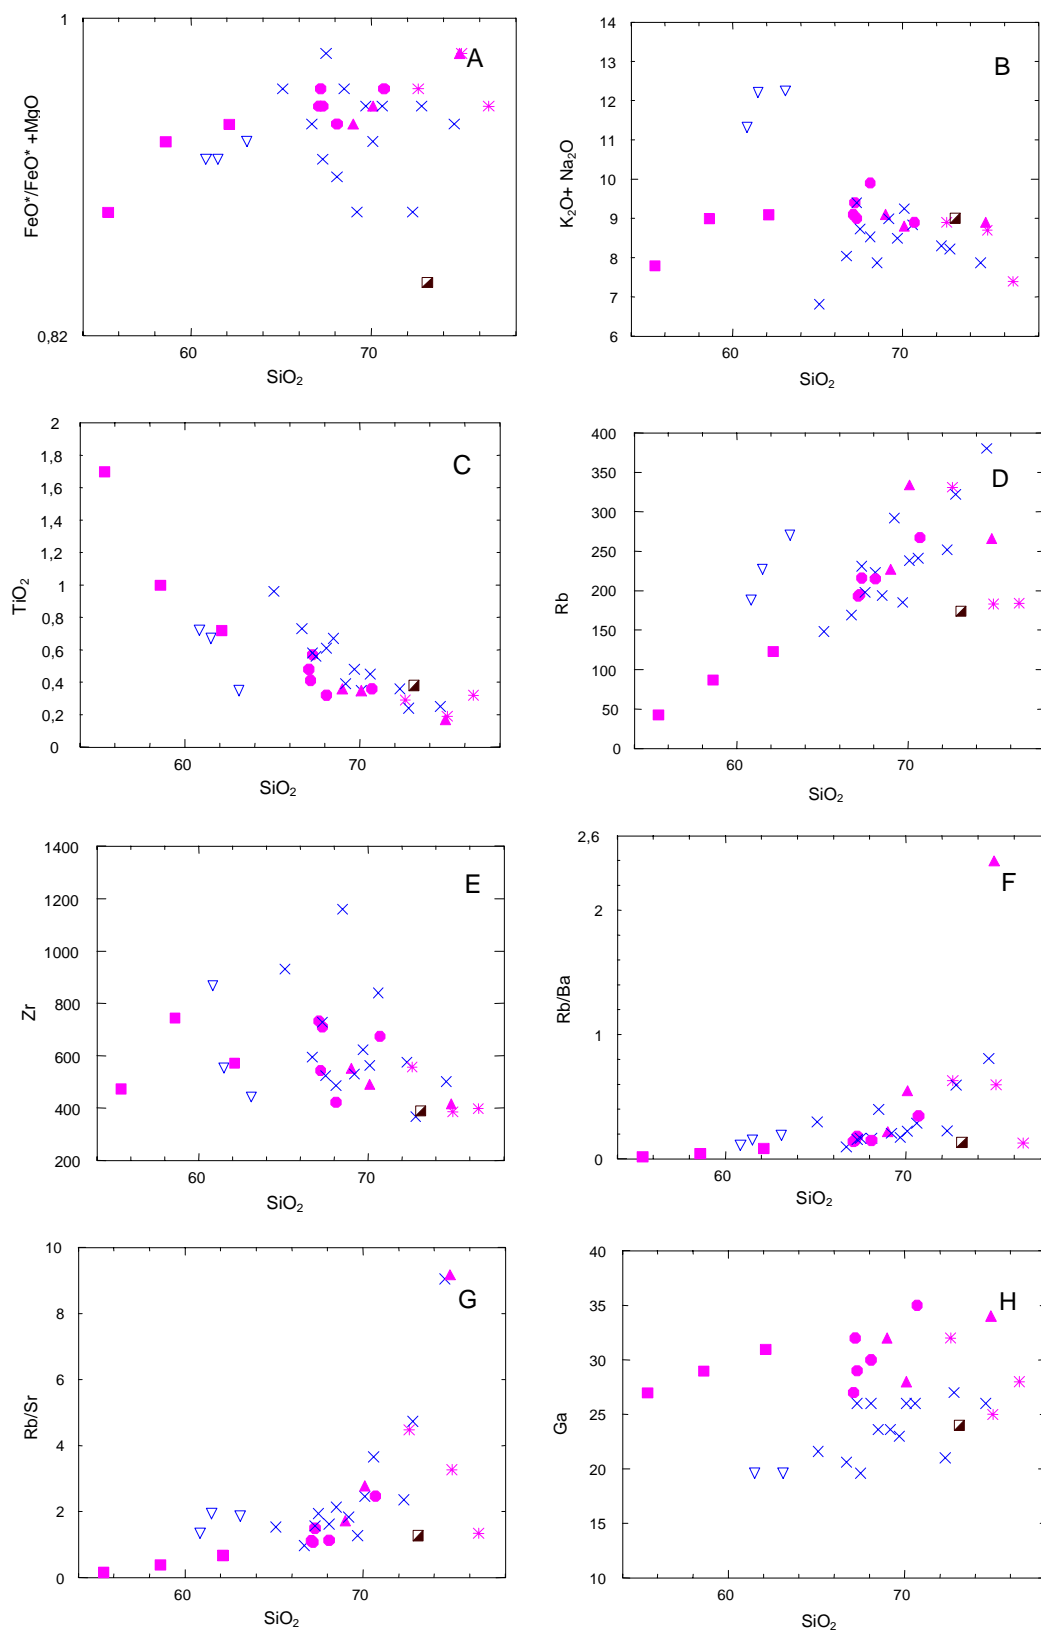 1
A
FeO*/FeO* +MgO
0,82
60
70
SiO₂
14
13
12
11
10
9
8
7
6
B
K₂O+ Na₂O
60
70
SiO₂
2
1,8
1,6
1,4
1,2
1
0,8
0,6
0,4
0,2
0
C
TiO₂
60
70
SiO₂
400
350
300
250
200
150
100
50
0
D
Rb
60
70
SiO₂
1400
1200
1000
800
600
400
200
E
Zr
60
70
SiO₂
2,6
2
1
0
F
Rb/Ba
60
70
SiO₂
10
8
6
4
2
0
G
Rb/Sr
60
70
SiO₂
40
35
30
25
20
15
10
H
Ga
60
70
SiO₂